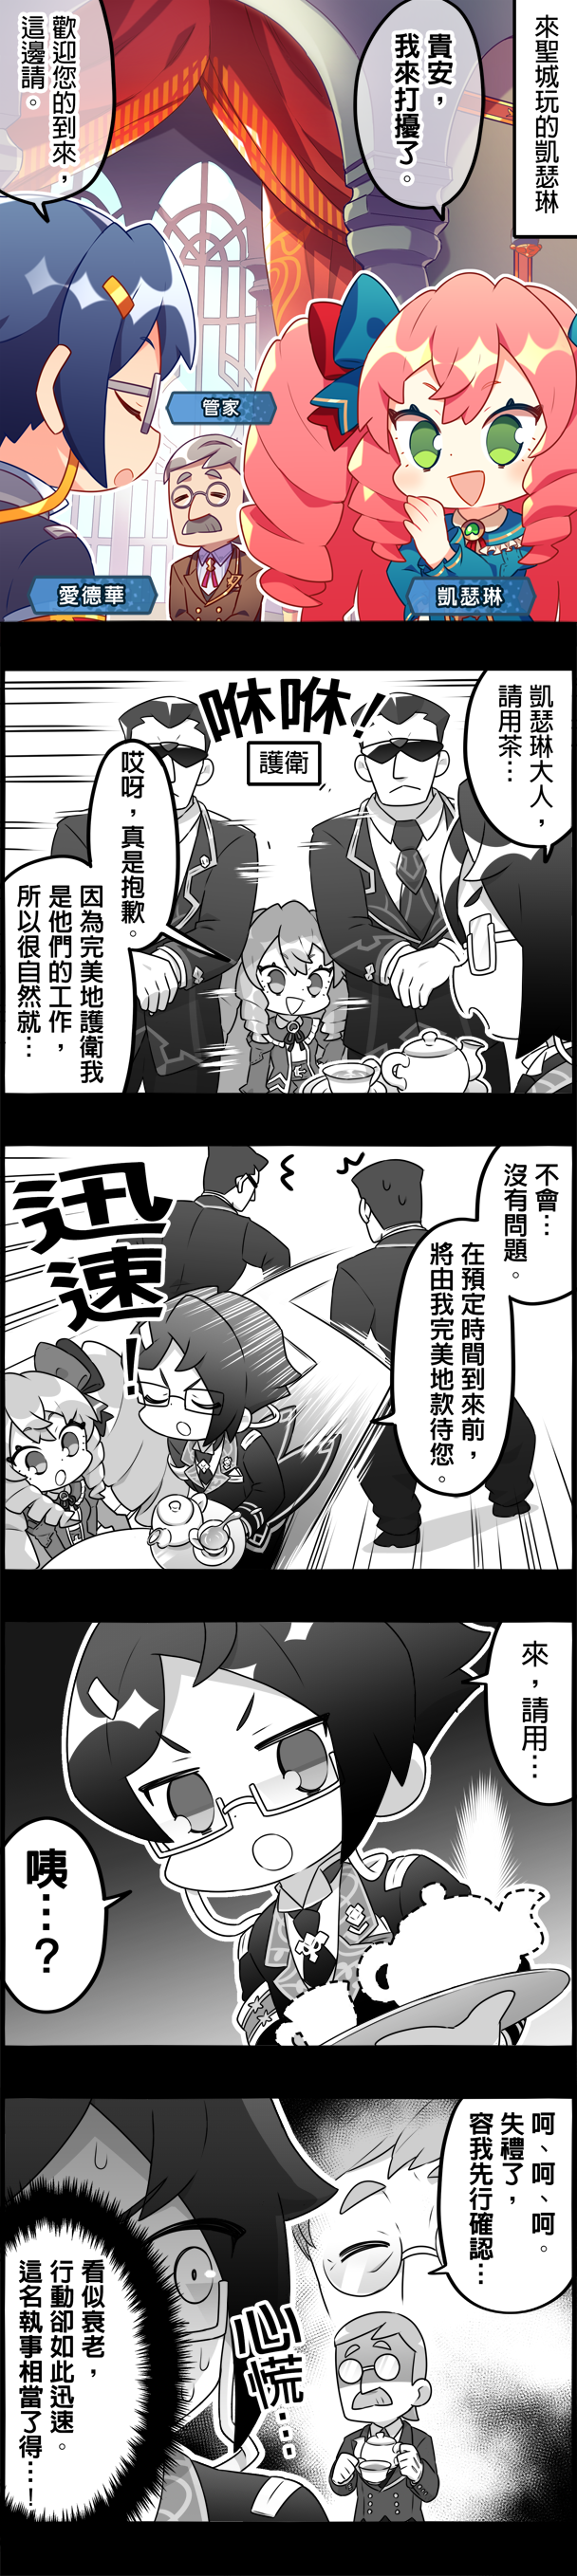 來聖城玩的凱瑟琳
貴安，
我來打擾了。
歡迎您的到來，
這邊請。
管家
愛德華
凱瑟琳
凱瑟琳大人，
請用茶…
咻咻！
護衛
哎呀，真是抱歉。
因為完美地護衛我
是他們的工作，
所以很自然就…
不會…
沒有問題。
在預定時間到來前，
將由我完美地款待您。
迅速！
來，請用…
咦…？
呵、呵、呵。
失禮了，
容我先行確認…
心慌…
看似衰老，
行動卻如此迅速。
這名執事相當了得…！